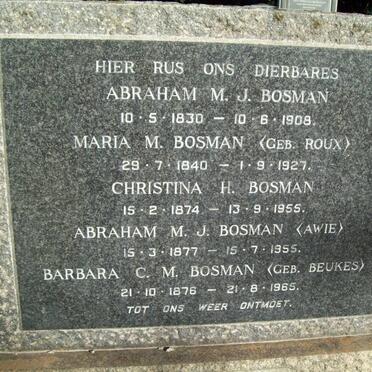 HIER RUS ONS DIERBARES
ABRAHAM M. J. BOSMAN
10·5·1830 – 10·6·1908.
MARIA M. BOSMAN (GEB. ROUX)
29·7·1840 – 1·9·1927.
CHRISTINA H. BOSMAN
15·2·1874 – 13·9·1955.
ABRAHAM M. J. BOSMAN (AWIE)
15·3·1877 – 15·7·1955.
BARBARA C. M. BOSMAN (GEB. BEUKES)
21·10·1876 – 21·8·1965.
TOT ONS WEER ONTMOET.